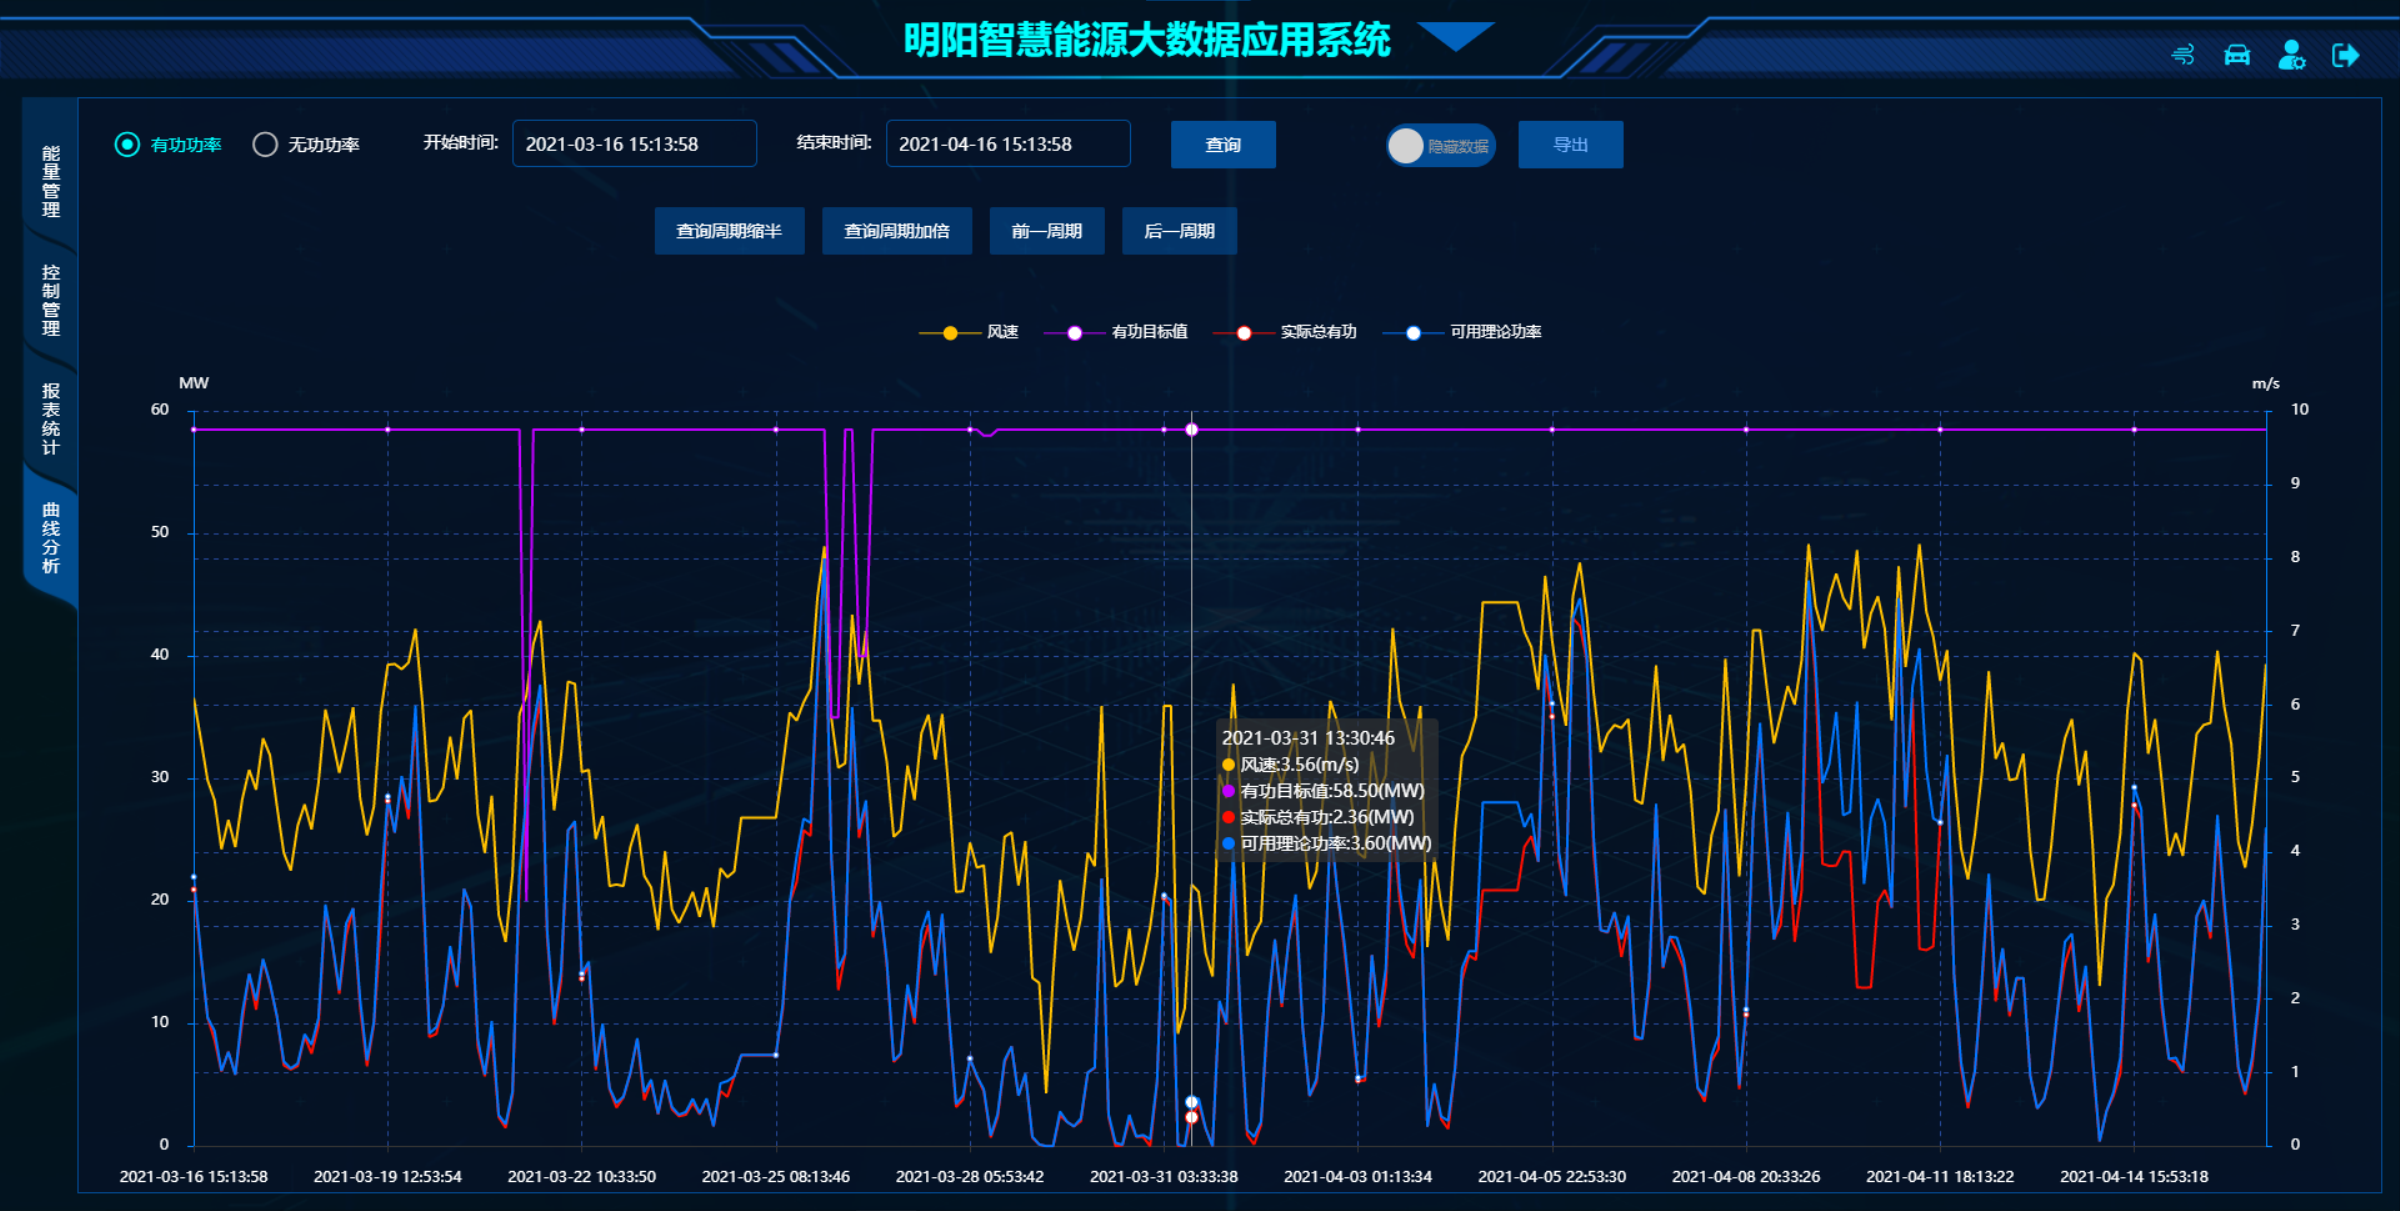 明阳智慧能源大数据应用系统
能量管理
控制管理
报表统计
曲线分析
有功功率 无功功率 开始时间: 2021-03-16 15:13:58 结束时间: 2021-04-16 15:13:58 查询 隐藏数据 导出
查询周期缩半 查询周期加倍 前一周期 后一周期
风速 有功目标值 实际总有功 可用理论功率
MW m/s
60 10
9
50
8
7
40
6
30 5
4
20
3
2
10
1
0 0
2021-03-31 13:30:46
风速:3.56(m/s)
有功目标值:58.50(MW)
实际总有功:2.36(MW)
可用理论功率:3.60(MW)
2021-03-16 15:13:58 2021-03-19 12:53:54 2021-03-22 10:33:50 2021-03-25 08:13:46 2021-03-28 05:53:42 2021-03-31 03:33:38 2021-04-03 01:13:34 2021-04-05 22:53:30 2021-04-08 20:33:26 2021-04-11 18:13:22 2021-04-14 15:53:18